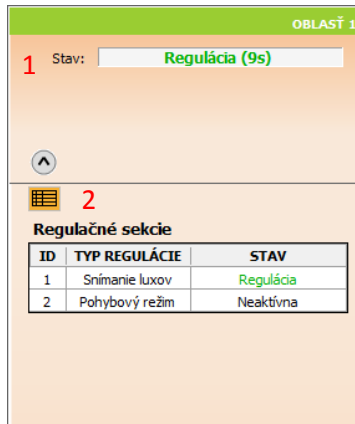 OBLASŤ 1
1 Stav: Regulácia (9s)
2
Regulačné sekcie
ID TYP REGULÁCIE STAV
1 Snímanie luxov Regulácia
2 Pohybový režim Neaktívna